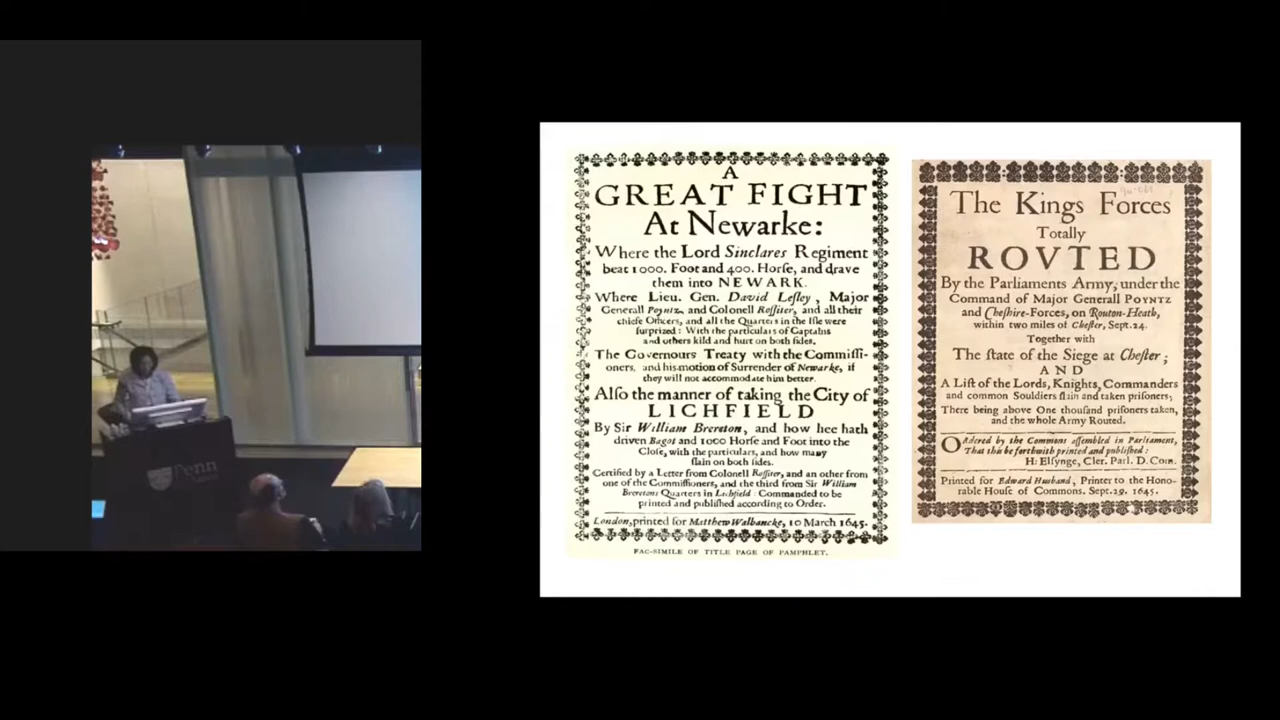 Penn
A
GREAT FIGHT
At Newarke:
Where the Lord Sinclares Regiment
beat 1000. Foot and 400. Horſe, and drave
them into NEWARK.
Where Lieu. Gen. David Leſley, Major
Generall Poyntz, and Colonell Roſſiter, and all their
chiefe Officers, and all the Quarters in the Iſle were
ſurprized: With the particulars of Captains
and others kild and hurt on both ſides.
The Governours Treaty with the Commiſſi-
oners, and his motion of Surrender of Newarke, if
they will not accommodate him better.
Alſo the manner of taking the City of
LICHFIELD
By Sir William Brereton, and how hee hath
driven Bagot and 1000 Horſe and Foot into the
Cloſe, with the particulars, and how many
ſlain on both ſides.
Certified by a Letter from Colonell Roſſiter, and an other from
one of the Commiſſioners, and the third from Sir William
Breretons Quarters in Lichfield: Commanded to be
printed and publiſhed according to Order.
London, printed for Matthew Walbancke, 10 March 1645.
FAC-SIMILE OF TITLE PAGE OF PAMPHLET.
The Kings Forces
Totally
ROVTED
By the Parliaments Army, under the
Command of Major Generall POYNTZ
and Cheſhire-Forces, on Routon-Heath,
within two miles of Cheſter, Sept. 24.
Together with
The ſtate of the Siege at Cheſter;
AND
A Liſt of the Lords, Knights, Commanders
and common Souldiers ſlain and taken priſoners;
There being above One thouſand priſoners taken,
and the whole Army Routed.
ORdered by the Commons aſſembled in Parliament,
That this be forthwith printed and publiſhed:
H: Elſynge, Cler. Parl. D. Com.
Printed for Edward Husband, Printer to the Hono-
rable Houſe of Commons. Sept. 29. 1645.